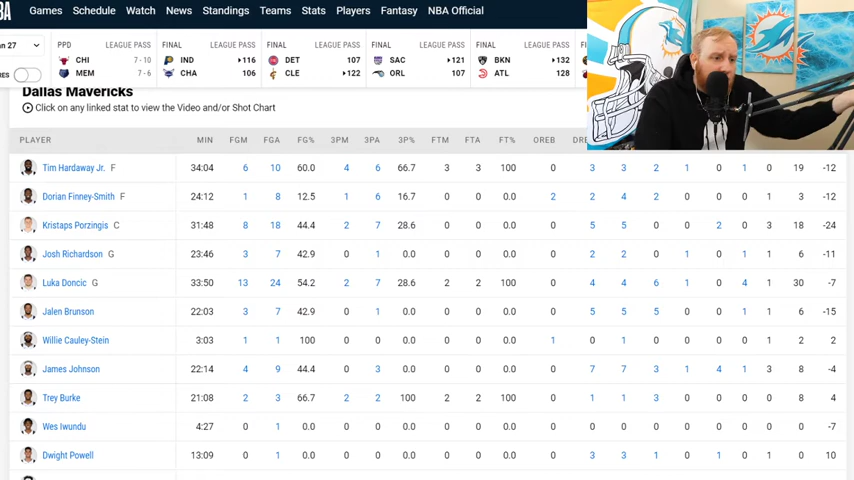 BA Games Schedule Watch News Standings Teams Stats Players Fantasy NBA Official
n 27 PPD LEAGUE PASS FINAL LEAGUE PASS FINAL LEAGUE PASS FINAL LEAGUE PASS FINAL LEAGUE PASS FIN
CHI 7-10 IND 116 DET 107 SAC 121 BKN 132
RES MEM 7-6 CHA 106 CLE 122 ORL 107 ATL 128
Dallas Mavericks
Click on any linked stat to view the Video and/or Shot Chart
PLAYER MIN FGM FGA FG% 3PM 3PA 3P% FTM FTA FT% OREB DRE
Tim Hardaway Jr. F 34:04 6 10 60.0 4 6 66.7 3 3 100 0 3 3 2 1 0 1 0 19 -12
Dorian Finney-Smith F 24:12 1 8 12.5 1 6 16.7 0 0 0.0 2 2 4 2 0 0 0 1 3 -12
Kristaps Porzingis C 31:48 8 18 44.4 2 7 28.6 0 0 0.0 0 5 5 0 0 2 0 3 18 -24
Josh Richardson G 23:46 3 7 42.9 0 1 0.0 0 0 0.0 0 2 2 0 1 0 1 1 6 -11
Luka Doncic G 33:50 13 24 54.2 2 7 28.6 2 2 100 0 4 4 6 1 0 4 1 30 -7
Jalen Brunson 22:03 3 7 42.9 0 1 0.0 0 0 0.0 0 5 5 5 0 0 1 1 6 -15
Willie Cauley-Stein 3:03 1 1 100 0 0 0.0 0 0 0.0 1 0 1 0 0 0 0 1 2 2
James Johnson 22:14 4 9 44.4 0 3 0.0 0 0 0.0 0 7 7 3 1 4 1 3 8 -4
Trey Burke 21:08 2 3 66.7 2 2 100 2 2 100 0 1 1 3 0 0 0 0 8 4
Wes Iwundu 4:27 0 1 0.0 0 0 0.0 0 0 0.0 0 0 0 0 0 0 0 0 0 -7
Dwight Powell 13:09 0 1 0.0 0 0 0.0 0 0 0.0 0 3 3 1 0 1 0 1 0 10